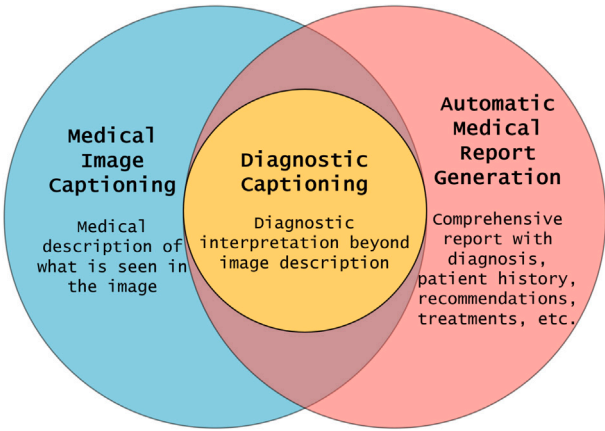 Medical
Image
Captioning
Medical
description of
what is seen in
the image
Diagnostic
Captioning
Diagnostic
interpretation beyond
image description
Automatic
Medical
Report
Generation
Comprehensive
report with
diagnosis,
patient history,
recommendations,
treatments, etc.